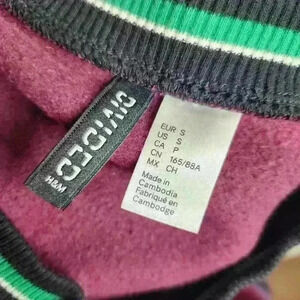 DIVIDED
H&M
EUR S
US S
CA P
CN 165/88A
MX CH
Made in
Cambodia
Fabriqué en
Cambodge